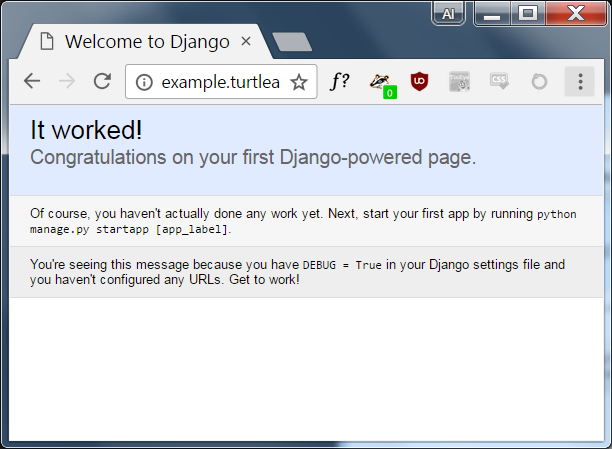 AI
Welcome to Django
example.turtlea
f?
0
CSS
It worked!
Congratulations on your first Django-powered page.
Of course, you haven't actually done any work yet. Next, start your first app by running python
manage.py startapp [app_label].
You're seeing this message because you have DEBUG = True in your Django settings file and
you haven't configured any URLs. Get to work!